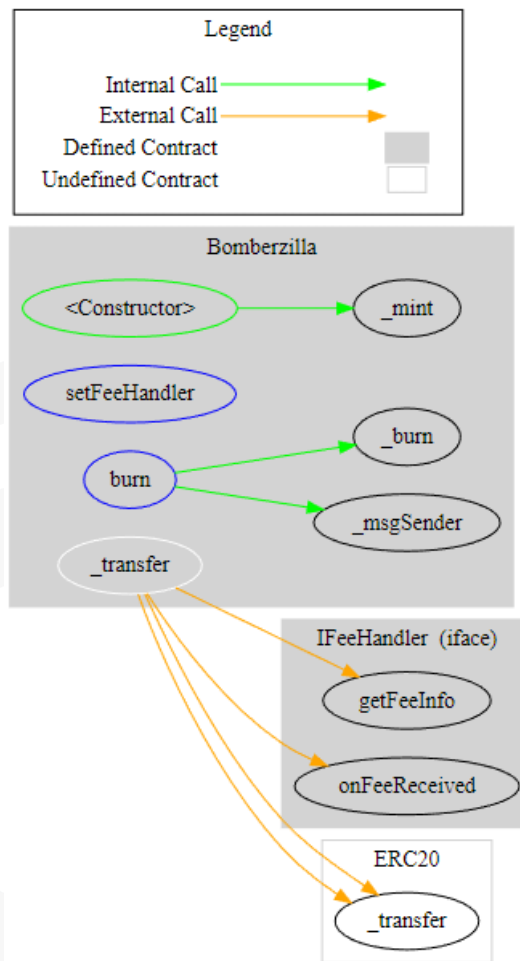 Legend
Internal Call
External Call
Defined Contract
Undefined Contract
Bomberzilla
<Constructor>
_mint
setFeeHandler
burn
_burn
_msgSender
_transfer
IFeeHandler (iface)
getFeeInfo
onFeeReceived
ERC20
_transfer